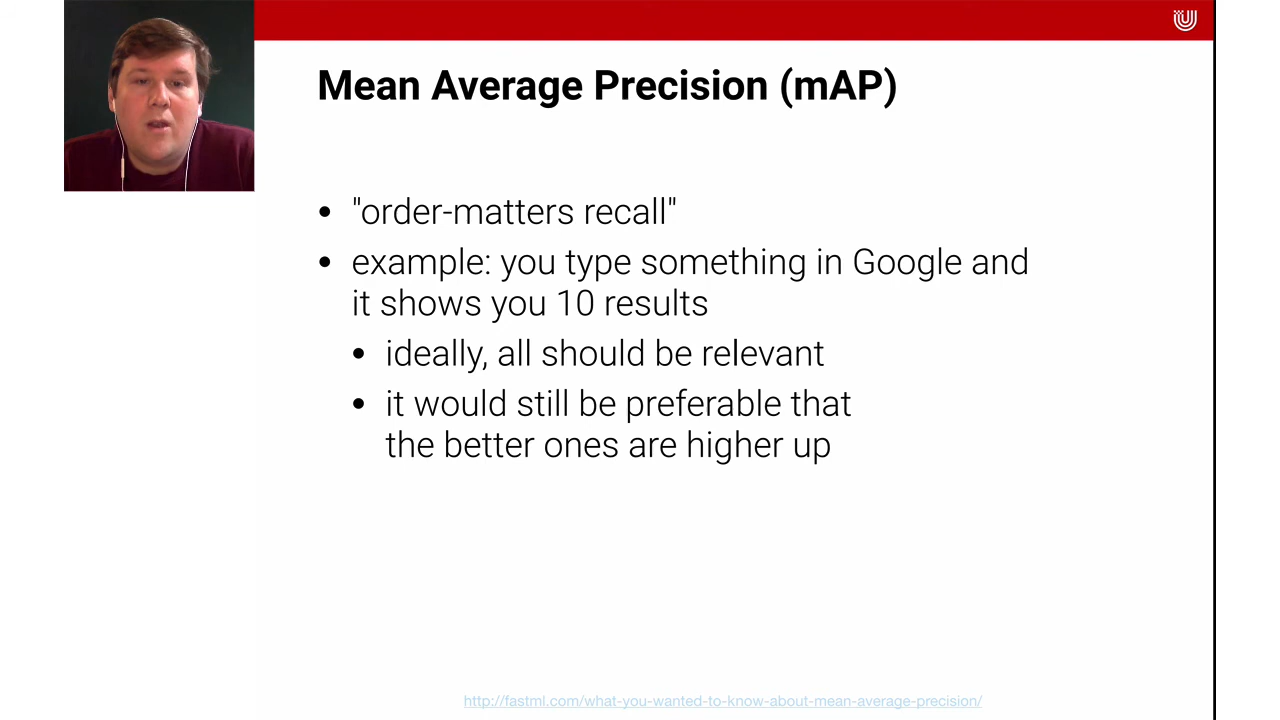 Mean Average Precision (mAP)
• "order-matters recall"
• example: you type something in Google and
it shows you 10 results
• ideally, all should be relevant
• it would still be preferable that
the better ones are higher up
http://fastml.com/what-you-wanted-to-know-about-mean-average-precision/